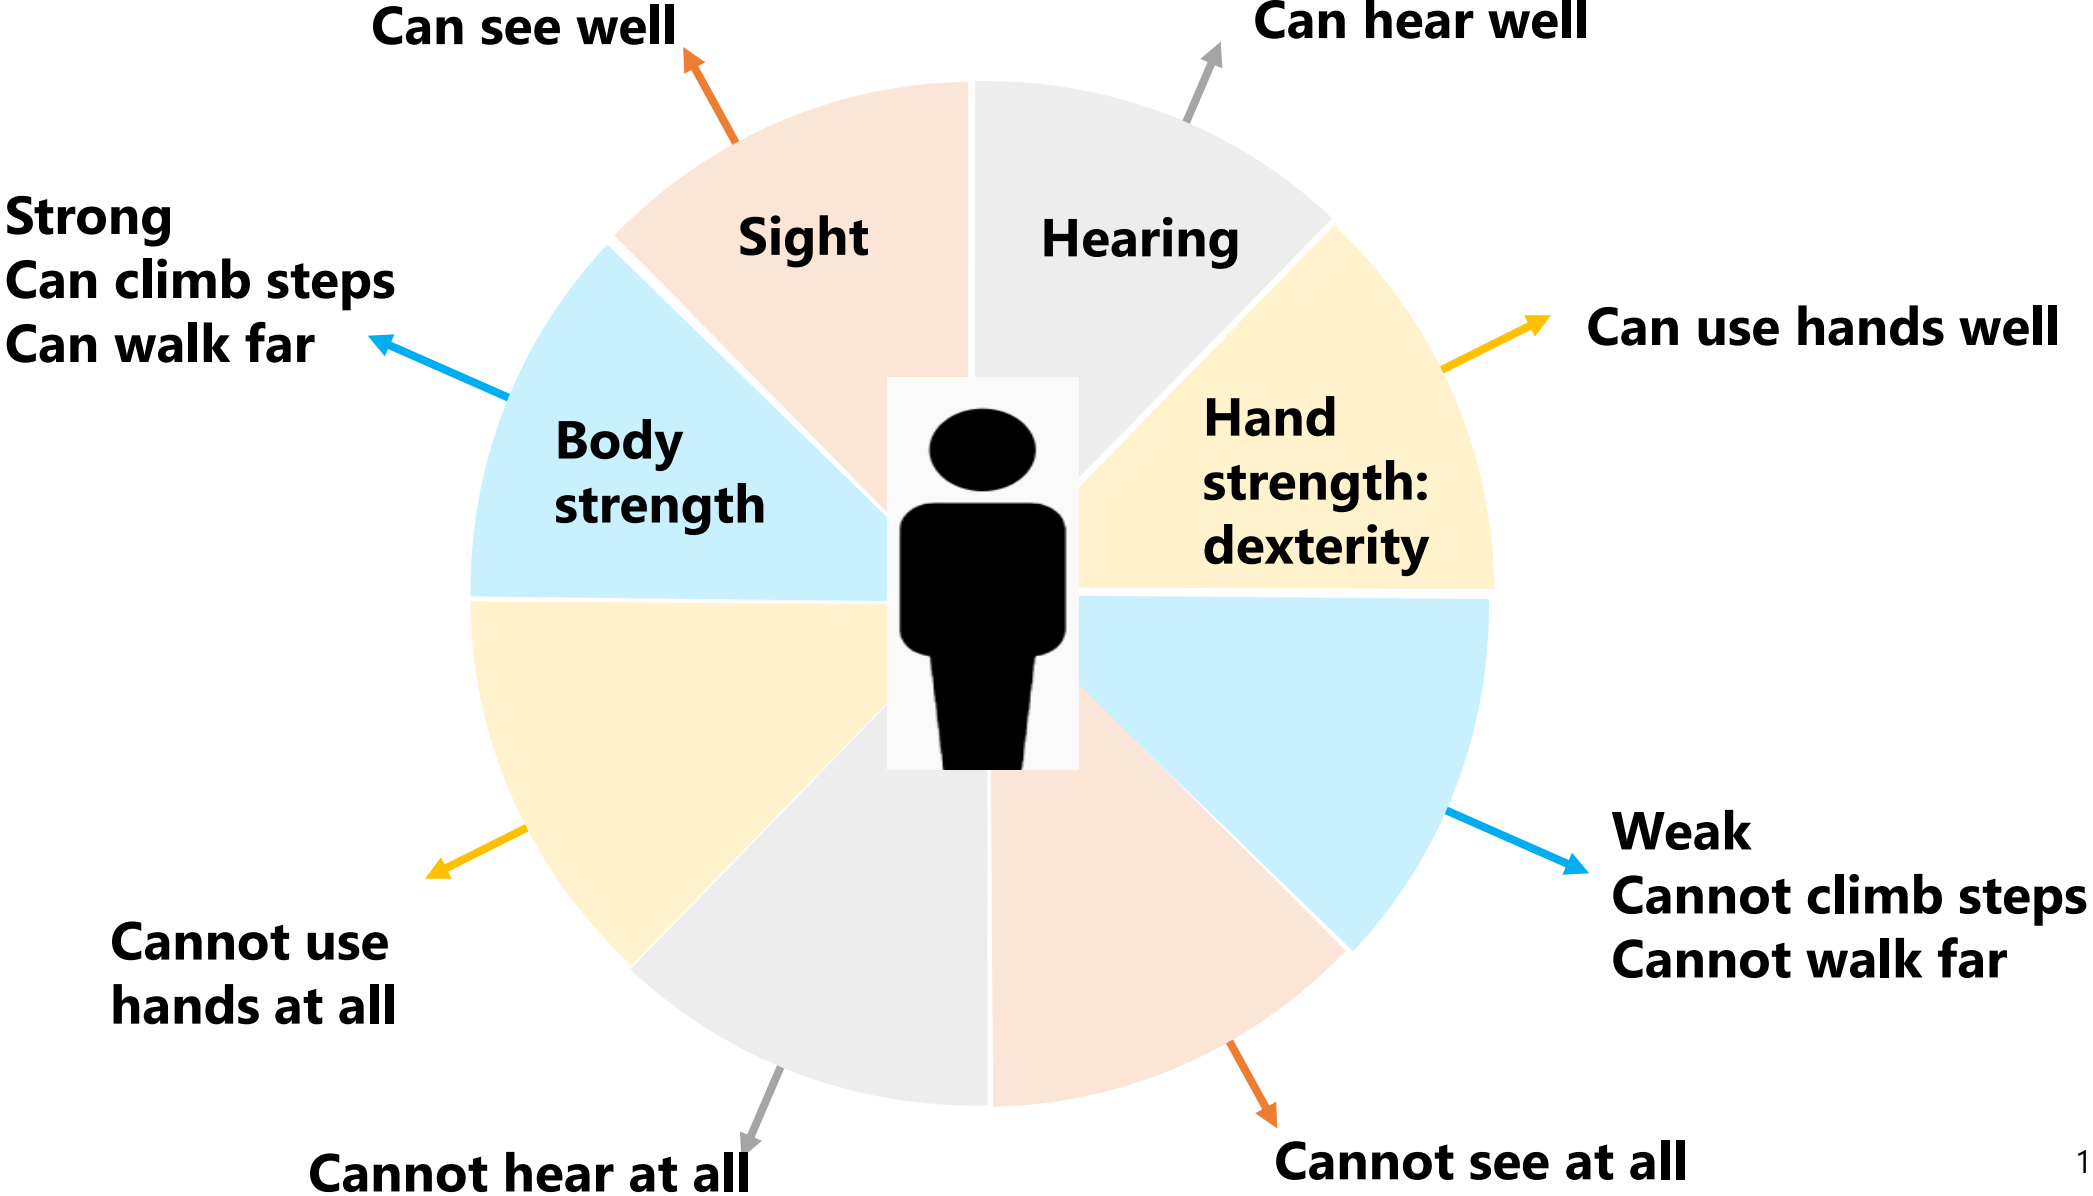 Can see well
Can hear well
Strong
Can climb steps
Can walk far
Sight
Hearing
Can use hands well
Body
strength
Hand
strength:
dexterity
Weak
Cannot climb steps
Cannot walk far
Cannot use
hands at all
Cannot hear at all
Cannot see at all
1